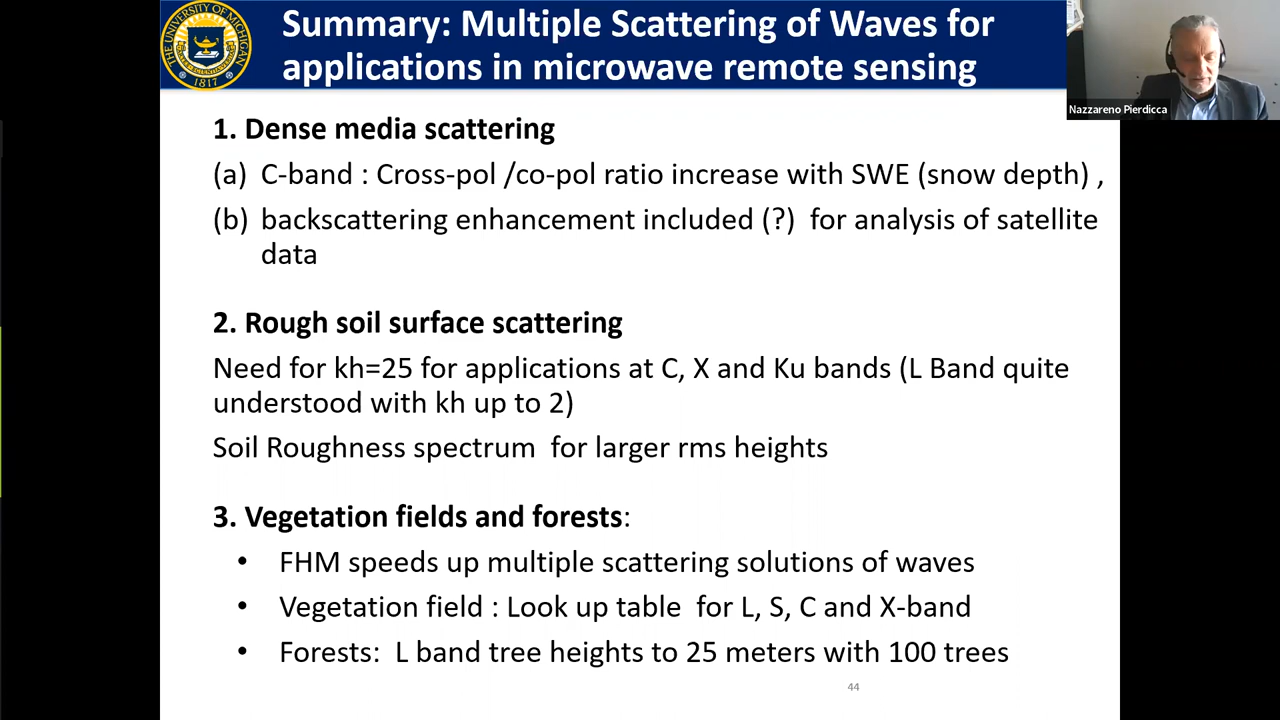 Summary: Multiple Scattering of Waves for
applications in microwave remote sensing
THE UNIVERSITY OF MICHIGAN
1817
Nazzareno Pierdicca
1. Dense media scattering
(a) C-band : Cross-pol /co-pol ratio increase with SWE (snow depth) ,
(b) backscattering enhancement included (?) for analysis of satellite
data
2. Rough soil surface scattering
Need for kh=25 for applications at C, X and Ku bands (L Band quite
understood with kh up to 2)
Soil Roughness spectrum for larger rms heights
3. Vegetation fields and forests:
• FHM speeds up multiple scattering solutions of waves
• Vegetation field : Look up table for L, S, C and X-band
• Forests: L band tree heights to 25 meters with 100 trees
44